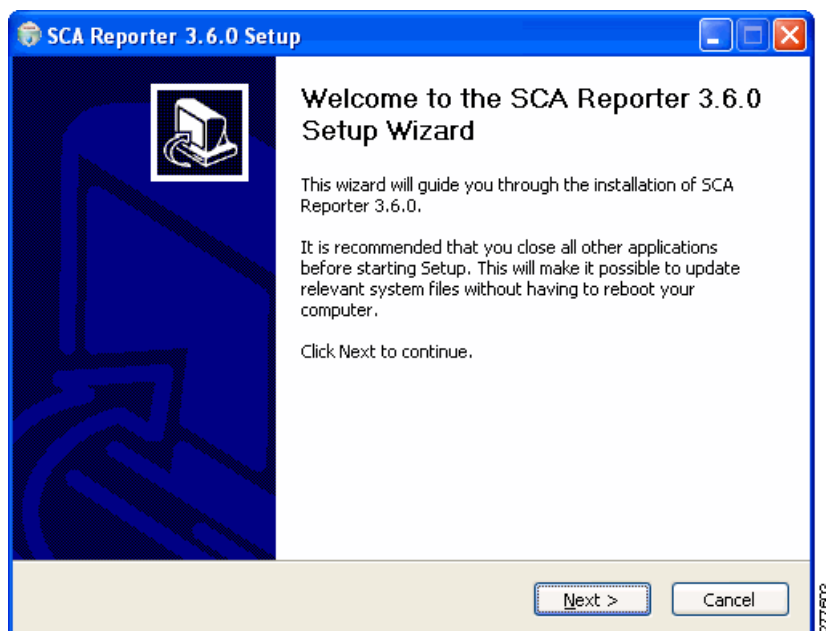 SCA Reporter 3.6.0 Setup
Welcome to the SCA Reporter 3.6.0
Setup Wizard
This wizard will guide you through the installation of SCA
Reporter 3.6.0.
It is recommended that you close all other applications
before starting Setup. This will make it possible to update
relevant system files without having to reboot your
computer.
Click Next to continue.
Next >
Cancel
277603